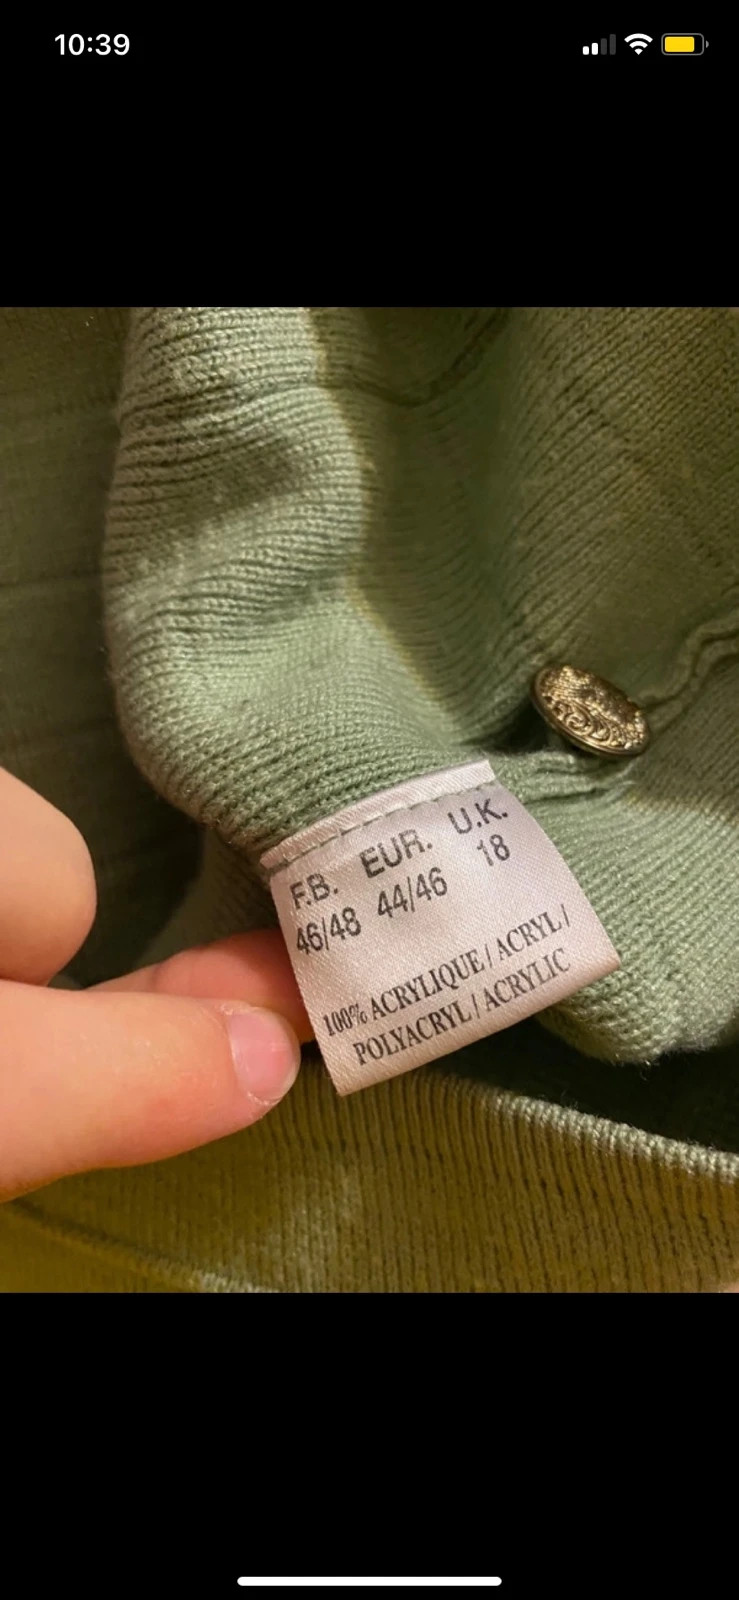 10:39
F.B. EUR. U.K.
46/48 44/46 18
100% ACRYLIQUE / ACRYL /
POLYACRYL / ACRYLIC